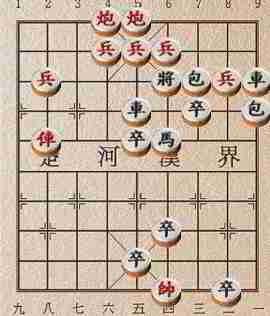 1 2 3 4 5 6 7 8 9
炮 炮
兵 兵 兵
兵 將 包 兵 車
車 卒 包
俥 卒 馬
楚 河 漢 界
卒
卒
帥 卒
九 八 七 六 五 四 三 二 一